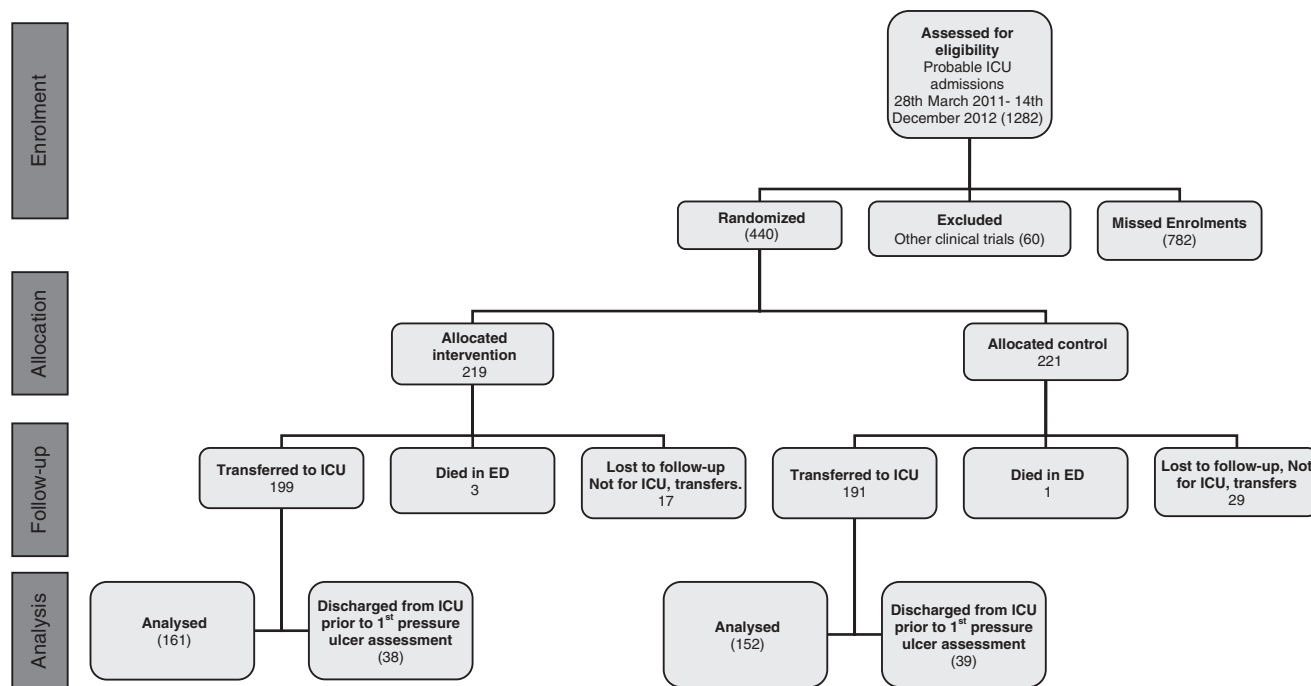 Enrolment
Assessed for
eligibility
Probable ICU
admissions
28th March 2011- 14th
December 2012 (1282)
Randomized
(440)
Excluded
Other clinical trials (60)
Missed Enrolments
(782)
Allocation
Allocated
intervention
219
Allocated control
221
Follow-up
Transferred to ICU
199
Died in ED
3
Lost to follow-up
Not for ICU, transfers.
17
Transferred to ICU
191
Died in ED
1
Lost to follow-up, Not
for ICU, transfers
29
Analysis
Analysed
(161)
Discharged from ICU
prior to 1st pressure
ulcer assessment
(38)
Analysed
(152)
Discharged from ICU
prior to 1st pressure
ulcer assessment
(39)